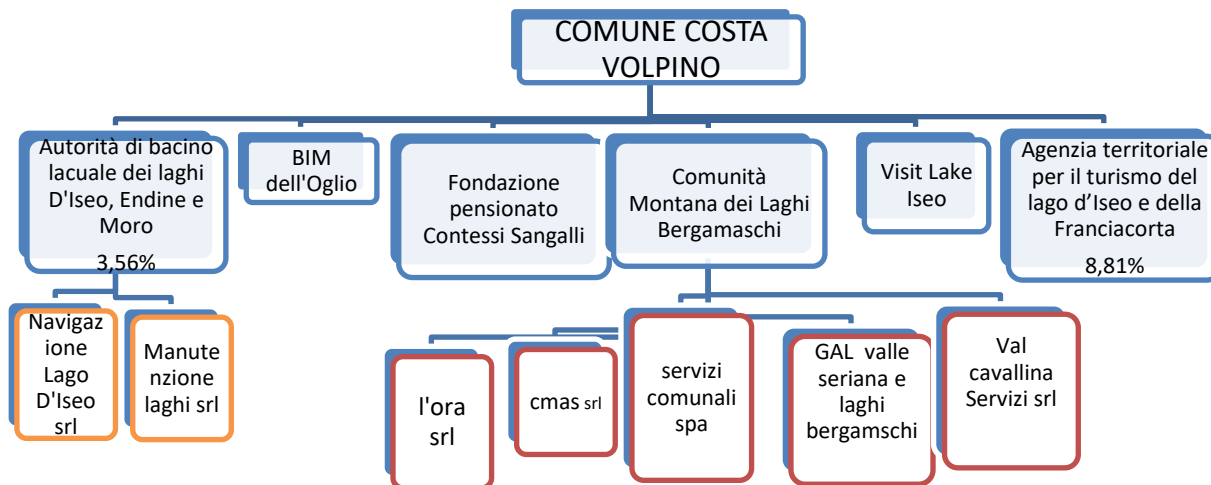 COMUNE COSTA
VOLPINO
Autorità di bacino
lacuale dei laghi
D'Iseo, Endine e
Moro
3,56%
BIM
dell'Oglio
Fondazione
pensionato
Contessi Sangalli
Comunità
Montana dei Laghi
Bergamaschi
Visit Lake
Iseo
Agenzia territoriale
per il turismo del
lago d’Iseo e della
Franciacorta
8,81%
Navigaz
ione
Lago
D'Iseo
srl
Manute
nzione
laghi srl
l'ora
srl
cmas srl
servizi
comunali
spa
GAL valle
seriana e
laghi
bergamschi
Val
cavallina
Servizi srl